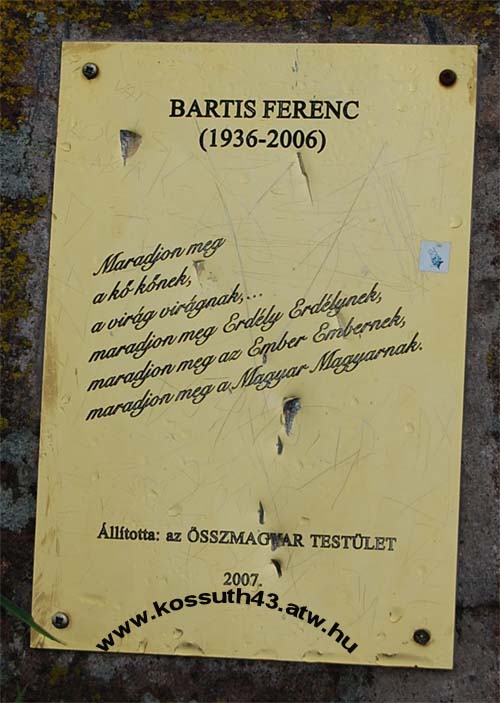 BARTIS FERENC
(1936-2006)
Maradjon meg
a kő kőnek,
a virág virágnak,...
maradjon meg Erdély Erdélynek,
maradjon meg az Ember Embernek,
maradjon meg a Magyar Magyarnak.
Állította: az ÖSSZMAGYAR TESTÜLET
2007.
www.kossuth43.atw.hu